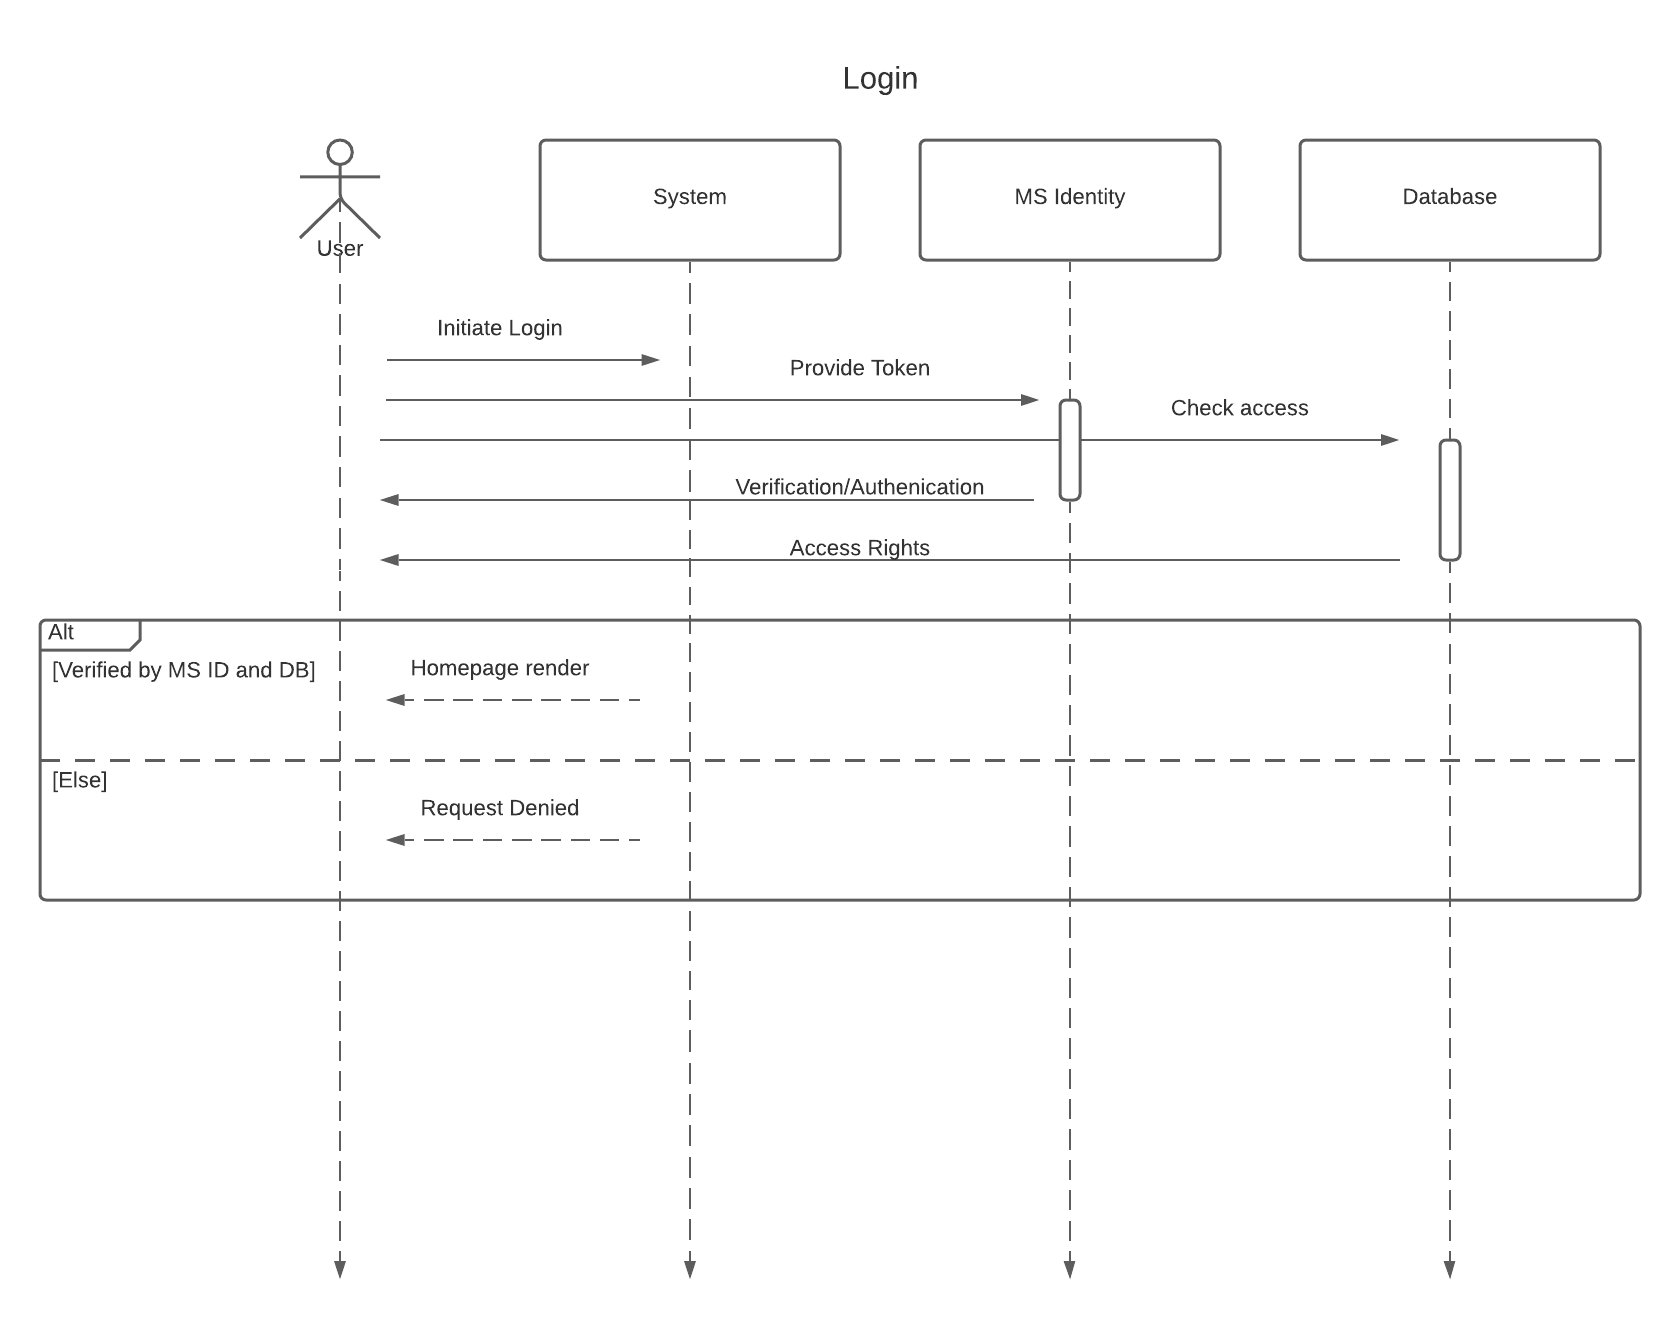 Login
User
System
MS Identity
Database
Initiate Login
Provide Token
Check access
Verification/Authenication
Access Rights
Alt
[Verified by MS ID and DB]
Homepage render
[Else]
Request Denied